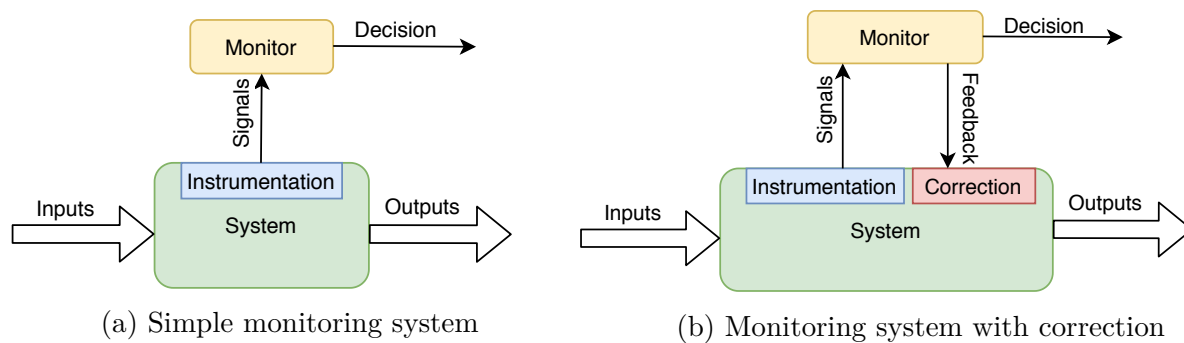 Monitor
Decision
Signals
Instrumentation
System
Inputs
Outputs
(a) Simple monitoring system
Monitor
Decision
Signals
Feedback
Instrumentation
Correction
System
Inputs
Outputs
(b) Monitoring system with correction